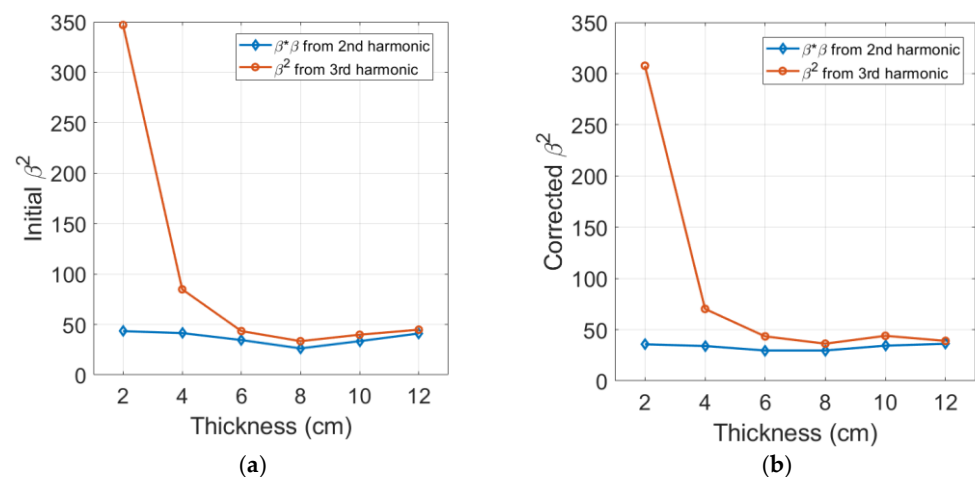 350
300
250
200
150
100
50
0
Initial β²
2 4 6 8 10 12
Thickness (cm)
β*β from 2nd harmonic
β² from 3rd harmonic
(a)
350
300
250
200
150
100
50
0
Corrected β²
2 4 6 8 10 12
Thickness (cm)
β*β from 2nd harmonic
β² from 3rd harmonic
(b)